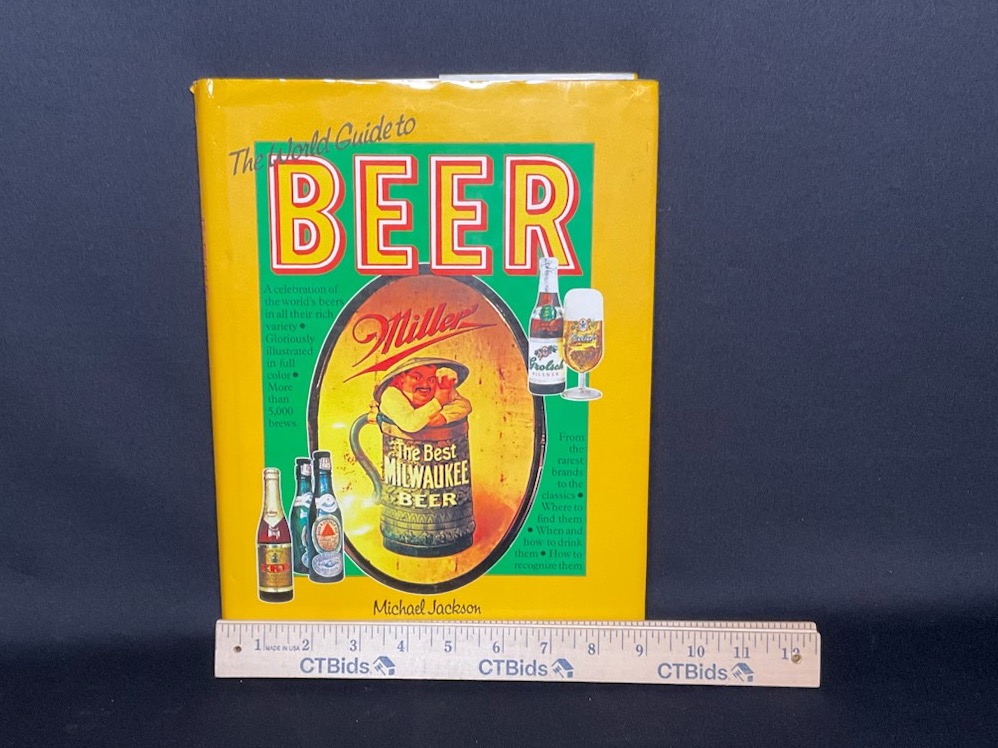 The World Guide to
BEER
A celebration of
the world's beers
in all their rich
variety •
Gloriously
illustrated
in full
color •
More
than
5,000
brews
Miller
The Best
MILWAUKEE
BEER
Grolsch
PILSNER
From
the
rarest
brands
to the
classics •
Where to
find them
• When and
how to drink
them • How to
recognize them
Michael Jackson
1 MADE IN USA 2 3 4 5 6 7 8 9 10 11 12
CTBids CTBids CTBids